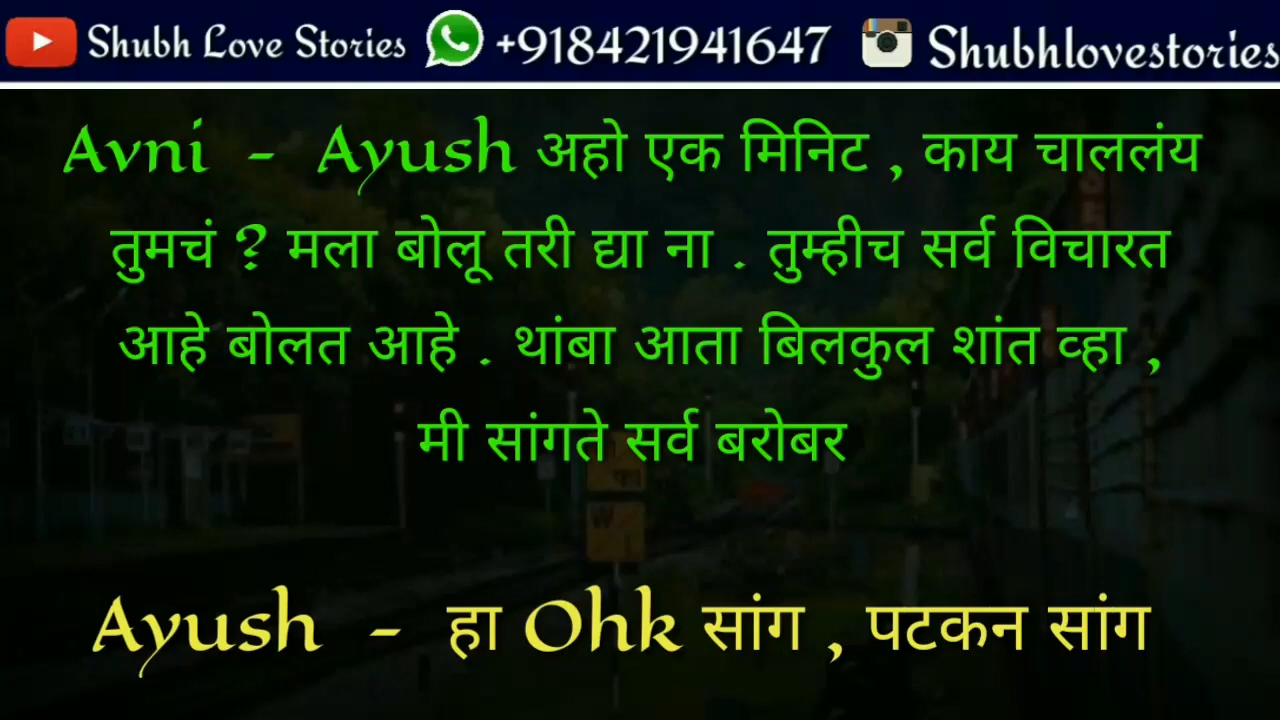 Shubh Love Stories +918421941647 Shubhlovestories
Avni - Ayush अहो एक मिनिट , काय चाललंय
तुमचं ? मला बोलू तरी द्या ना . तुम्हीच सर्व विचारत
आहे बोलत आहे . थांबा आता बिलकुल शांत व्हा ,
मी सांगते सर्व बरोबर
Ayush - हा Ohk सांग , पटकन सांग